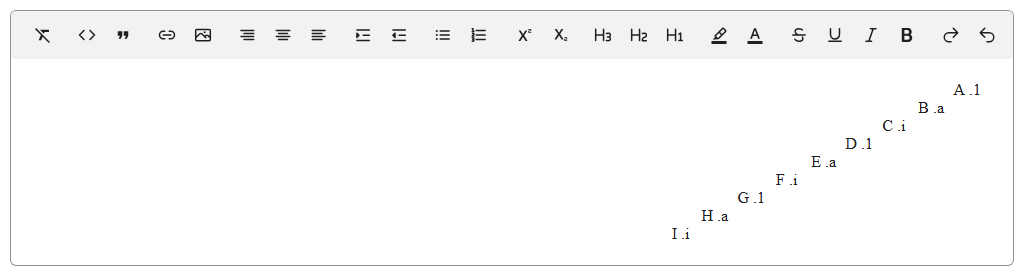 X² X₂ H3 H2 H1 A S U I B
A .1
B .a
C .i
D .1
E .a
F .i
G .1
H .a
I .i